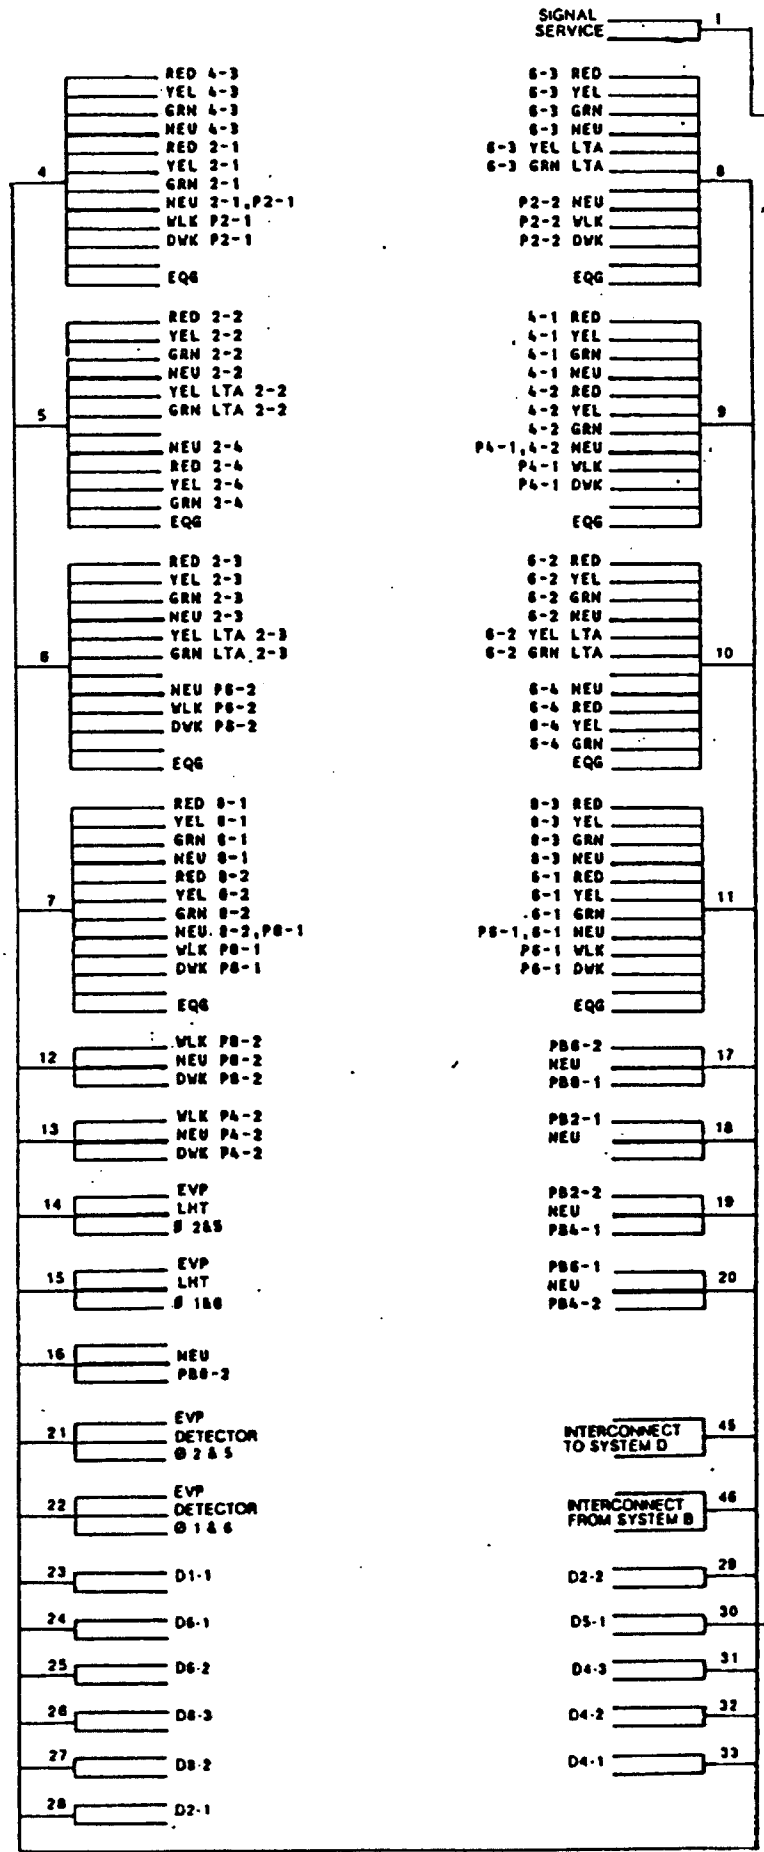 SIGNAL
SERVICE
1
4
RED 4-3
YEL 4-3
GRN 4-3
NEU 4-3
RED 2-1
YEL 2-1
GRN 2-1
NEU 2-1,P2-1
WLK P2-1
DWK P2-1
EQG
5
RED 2-2
YEL 2-2
GRN 2-2
NEU 2-2
YEL LTA 2-2
GRN LTA 2-2
NEU 2-4
RED 2-4
YEL 2-4
GRN 2-4
EQG
6
RED 2-3
YEL 2-3
GRN 2-3
NEU 2-3
YEL LTA 2-3
GRN LTA 2-3
NEU P6-2
WLK P6-2
DWK P6-2
EQG
7
RED 8-1
YEL 8-1
GRN 8-1
NEU 8-1
RED 8-2
YEL 8-2
GRN 8-2
NEU 8-2,P8-1
WLK P8-1
DWK P8-1
EQG
12
WLK P8-2
NEU P8-2
DWK P8-2
13
WLK P4-2
NEU P4-2
DWK P4-2
14
EVP
LHT
Ø 2&5
15
EVP
LHT
Ø 1&6
16
NEU
PB8-2
21
EVP
DETECTOR
Ø 2 & 5
22
EVP
DETECTOR
Ø 1 & 6
23
D1-1
24
D6-1
25
D6-2
26
D8-3
27
D8-2
28
D2-1
6-3 RED
6-3 YEL
6-3 GRN
6-3 NEU
6-3 YEL LTA
6-3 GRN LTA
P2-2 NEU
P2-2 WLK
P2-2 DWK
EQG
8
4-1 RED
4-1 YEL
4-1 GRN
4-1 NEU
4-2 RED
4-2 YEL
4-2 GRN
P4-1,4-2 NEU
P4-1 WLK
P4-1 DWK
EQG
9
6-2 RED
6-2 YEL
6-2 GRN
6-2 NEU
6-2 YEL LTA
6-2 GRN LTA
6-4 NEU
6-4 RED
6-4 YEL
6-4 GRN
EQG
10
8-3 RED
8-3 YEL
8-3 GRN
8-3 NEU
6-1 RED
6-1 YEL
6-1 GRN
P6-1,6-1 NEU
P6-1 WLK
P6-1 DWK
EQG
11
PB6-2
NEU
PB8-1
17
PB2-1
NEU
18
PB2-2
NEU
PB4-1
19
PB6-1
NEU
PB4-2
20
INTERCONNECT
TO SYSTEM D
45
INTERCONNECT
FROM SYSTEM B
46
D2-2
29
D5-1
30
D4-3
31
D4-2
32
D4-1
33